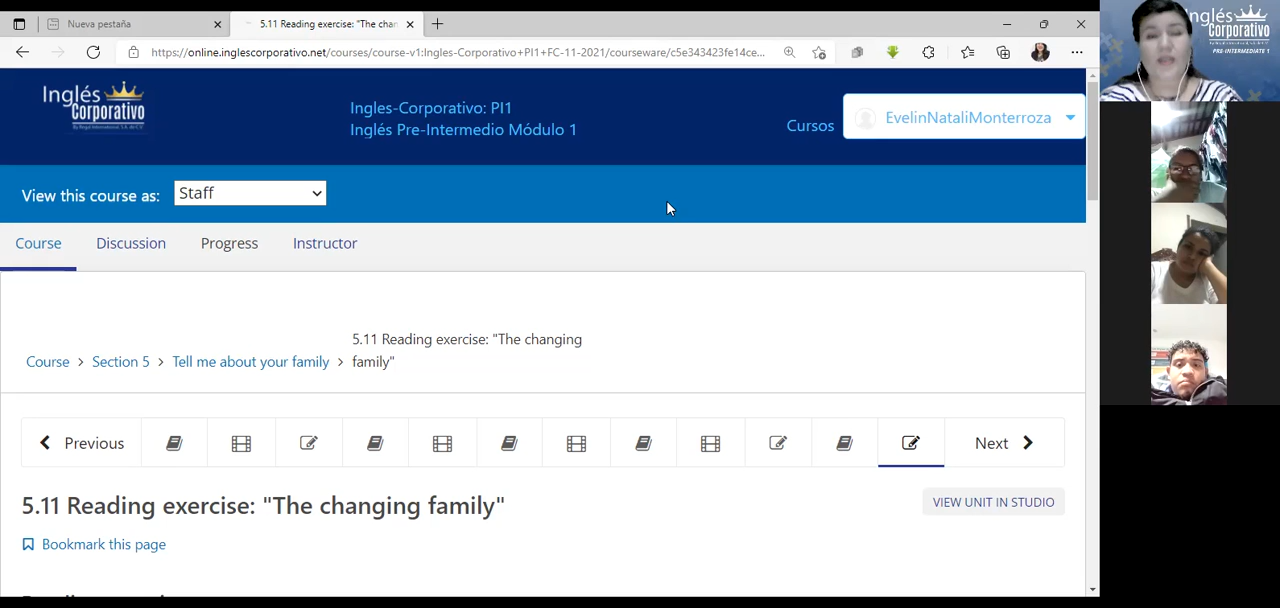 Nueva pestaña
5.11 Reading exercise: "The chan
https://online.inglescorporativo.net/courses/course-v1:Ingles-Corporativo+PI1+FC-11-2021/courseware/c5e343423fe14ce...
Inglés
Corporativo
Ingles-Corporativo: PI1
Inglés Pre-Intermedio Módulo 1
Cursos
EvelinNataliMonterroza
View this course as:
Staff
Course
Discussion
Progress
Instructor
Course > Section 5 > Tell me about your family >
5.11 Reading exercise: "The changing
family"
Previous
Next
5.11 Reading exercise: "The changing family"
VIEW UNIT IN STUDIO
Bookmark this page
Inglés
Corporativo
PRE-INTERMEDIATE 1